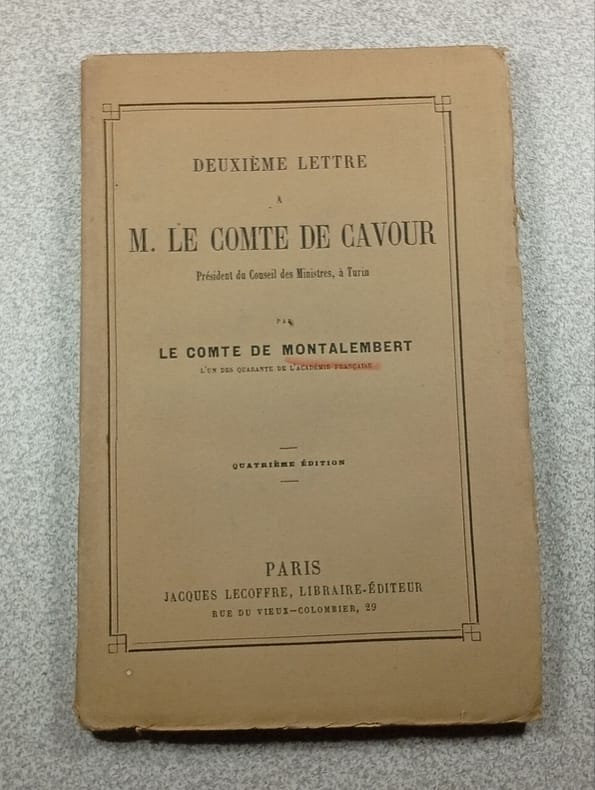 DEUXIÈME LETTRE
A
M. LE COMTE DE CAVOUR
Président du Conseil des Ministres, à Turin
PAR
LE COMTE DE MONTALEMBERT
L'UN DES QUARANTE DE L'ACADÉMIE FRANÇAISE
QUATRIÈME ÉDITION
PARIS
JACQUES LECOFFRE, LIBRAIRE-ÉDITEUR
RUE DU VIEUX-COLOMBIER, 29